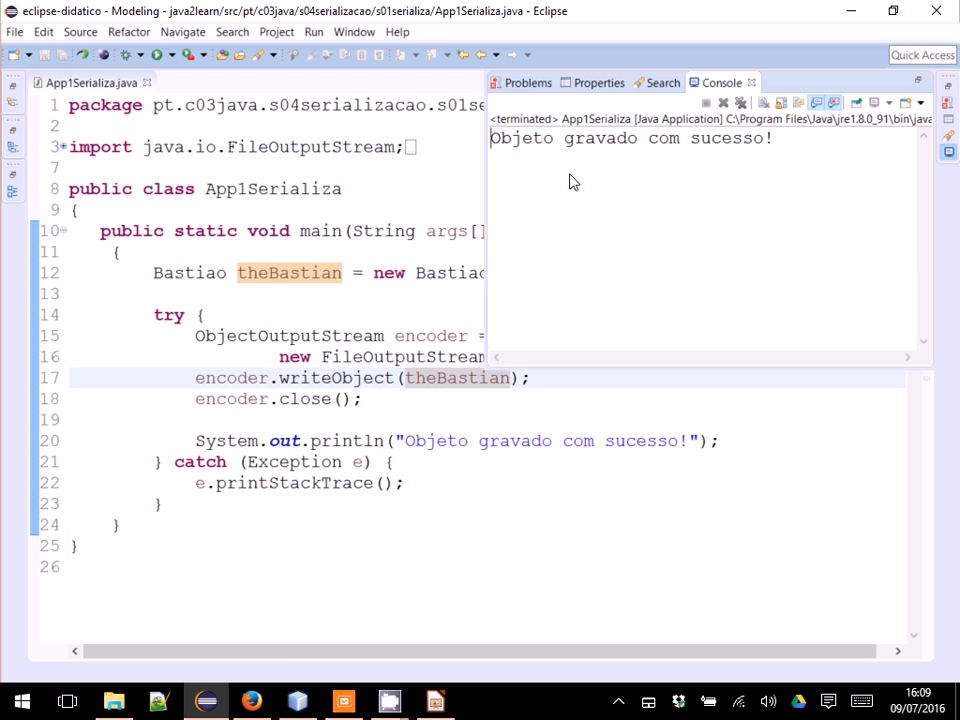 eclipse-didatico - Modeling - java2learn/src/pt/c03java/s04serializacao/s01serializa/App1Serializa.java - Eclipse
File Edit Source Refactor Navigate Search Project Run Window Help
Quick Access
App1Serializa.java
Problems Properties Search Console
<terminated> App1Serializa [Java Application] C:\Program Files\Java\jre1.8.0_91\bin\java
Objeto gravado com sucesso!
1 package pt.c03java.s04serializacao.s01se
2
3 import java.io.FileOutputStream;
7
8 public class App1Serializa
9 {
10 public static void main(String args[]
11 {
12 Bastiao theBastian = new Bastiao
13
14 try {
15 ObjectOutputStream encoder =
16 new FileOutputStream
17 encoder.writeObject(theBastian);
18 encoder.close();
19
20 System.out.println("Objeto gravado com sucesso!");
21 } catch (Exception e) {
22 e.printStackTrace();
23 }
24 }
25 }
26
16:09
09/07/2016